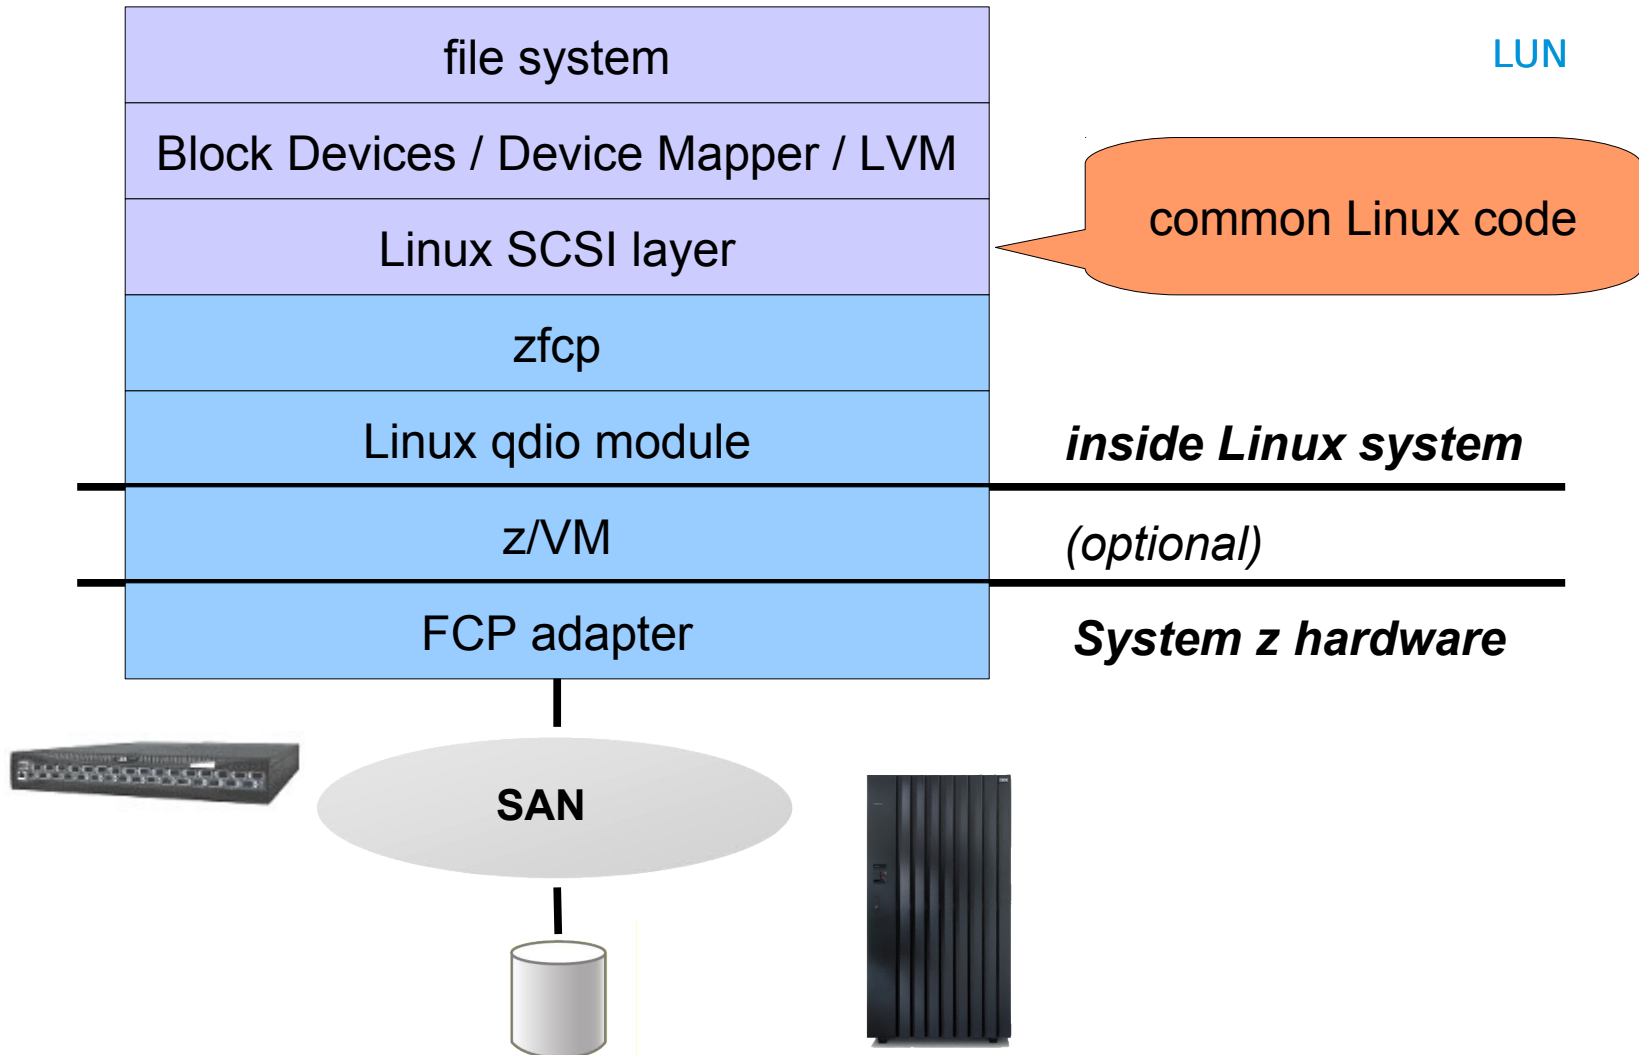 file system
LUN
Block Devices / Device Mapper / LVM
common Linux code
Linux SCSI layer
zfcp
Linux qdio module
inside Linux system
z/VM
(optional)
FCP adapter
System z hardware
SAN